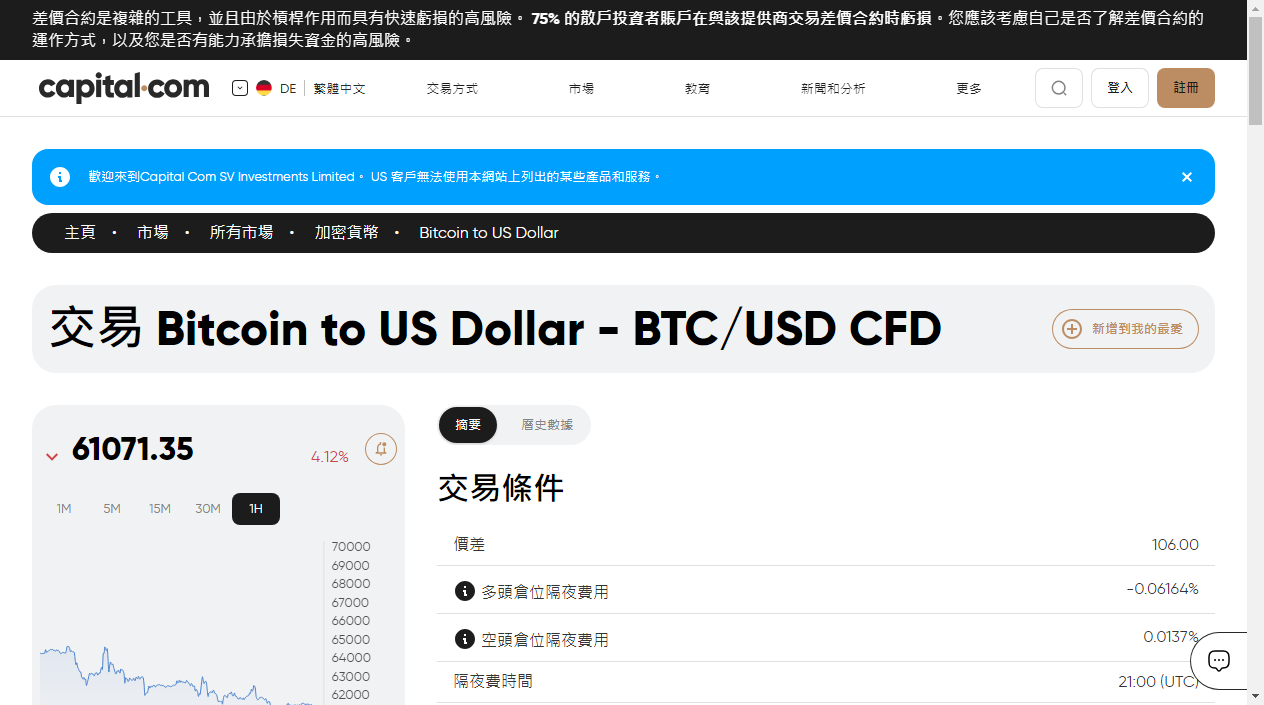 差價合約是複雜的工具，並且由於槓桿作用而具有快速虧損的高風險。 75% 的散戶投資者賬戶在與該提供商交易差價合約時虧損。您應該考慮自己是否了解差價合約的
運作方式，以及您是否有能力承擔損失資金的高風險。
capital.com
DE 繁體中文
交易方式
市場
教育
新聞和分析
更多
登入
註冊
歡迎來到Capital Com SV Investments Limited。 US 客戶無法使用本網站上列出的某些產品和服務。
主頁 • 市場 • 所有市場 • 加密貨幣 • Bitcoin to US Dollar
交易 Bitcoin to US Dollar - BTC/USD CFD
新增到我的最愛
61071.35
4.12%
1M 5M 15M 30M 1H
70000
69000
68000
67000
66000
65000
64000
63000
62000
摘要
曆史數據
交易條件
價差 106.00
多頭倉位隔夜費用 -0.06164%
空頭倉位隔夜費用 0.0137%
隔夜費時間 21:00 (UTC)